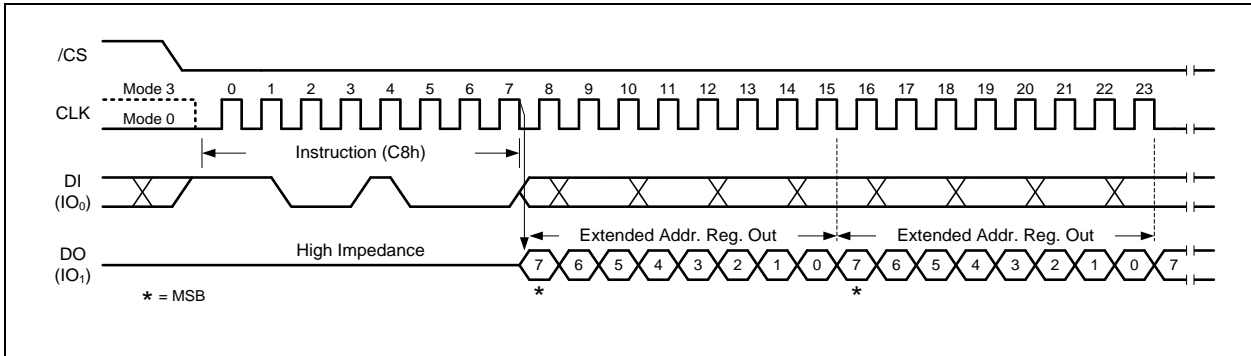 /CS
Mode 3 0 1 2 3 4 5 6 7 8 9 10 11 12 13 14 15 16 17 18 19 20 21 22 23
CLK
Mode 0
Instruction (C8h)
DI
(IO₀)
Extended Addr. Reg. Out Extended Addr. Reg. Out
High Impedance
DO
(IO₁)
7 6 5 4 3 2 1 0 7 6 5 4 3 2 1 0 7
* *
* = MSB